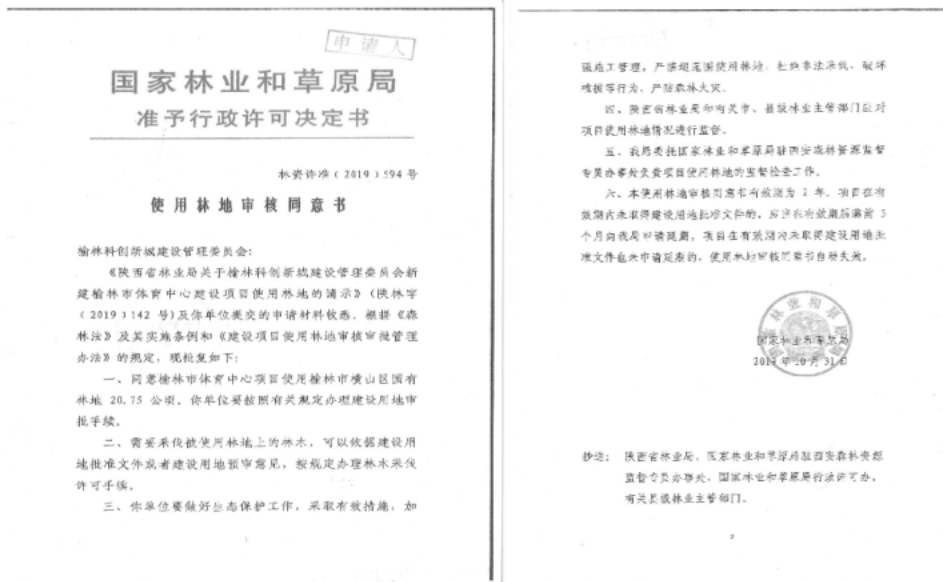 申请人
国家林业和草原局
准予行政许可决定书
林资许准（2019）594 号
使用林地审核同意书
榆林科创新城建设管理委员会：
《陕西省林业局关于榆林科创新城建设管理委员会新
建榆林市体育中心建设项目使用林地的请示》（陕林字
（2019）142 号）及你单位提交的申请材料收悉。根据《森
林法》及其实施条例和《建设项目使用林地审核审批管理
办法》的规定，现批复如下：
一、同意榆林市体育中心项目使用榆林市横山区国有
林地 20.75 公顷。你单位要按照有关规定办理建设用地审
批手续。
二、需要采伐被使用林地上的林木，可以依据建设用
地批准文件或者建设用地预审意见，按规定办理林木采伐
许可手续。
三、你单位要做好生态保护工作，采取有效措施，加
1
强施工管理，严禁超范围使用林地，杜绝非法采伐、破坏
植被等行为，严防森林火灾。
四、陕西省林业局和有关市、县级林业主管部门应对
项目使用林地情况进行监督。
五、我局委托国家林业和草原局驻西安森林资源监督
专员办事处负责项目使用林地的监督检查工作。
六、本使用林地审核同意书有效期为 2 年，项目在有
效期内未取得建设用地批准文件的，应当在有效期届满前 3
个月向我局申请延期。项目在有效期内未取得建设用地批
准文件也未申请延期的，使用林地审核同意书自动失效。
国家林业和草原局
2019 年 10 月 31 日
抄送： 陕西省林业局、国家林业和草原局驻西安森林资源
监督专员办事处，国家林业和草原局行政许可办，
有关县级林业主管部门。
2